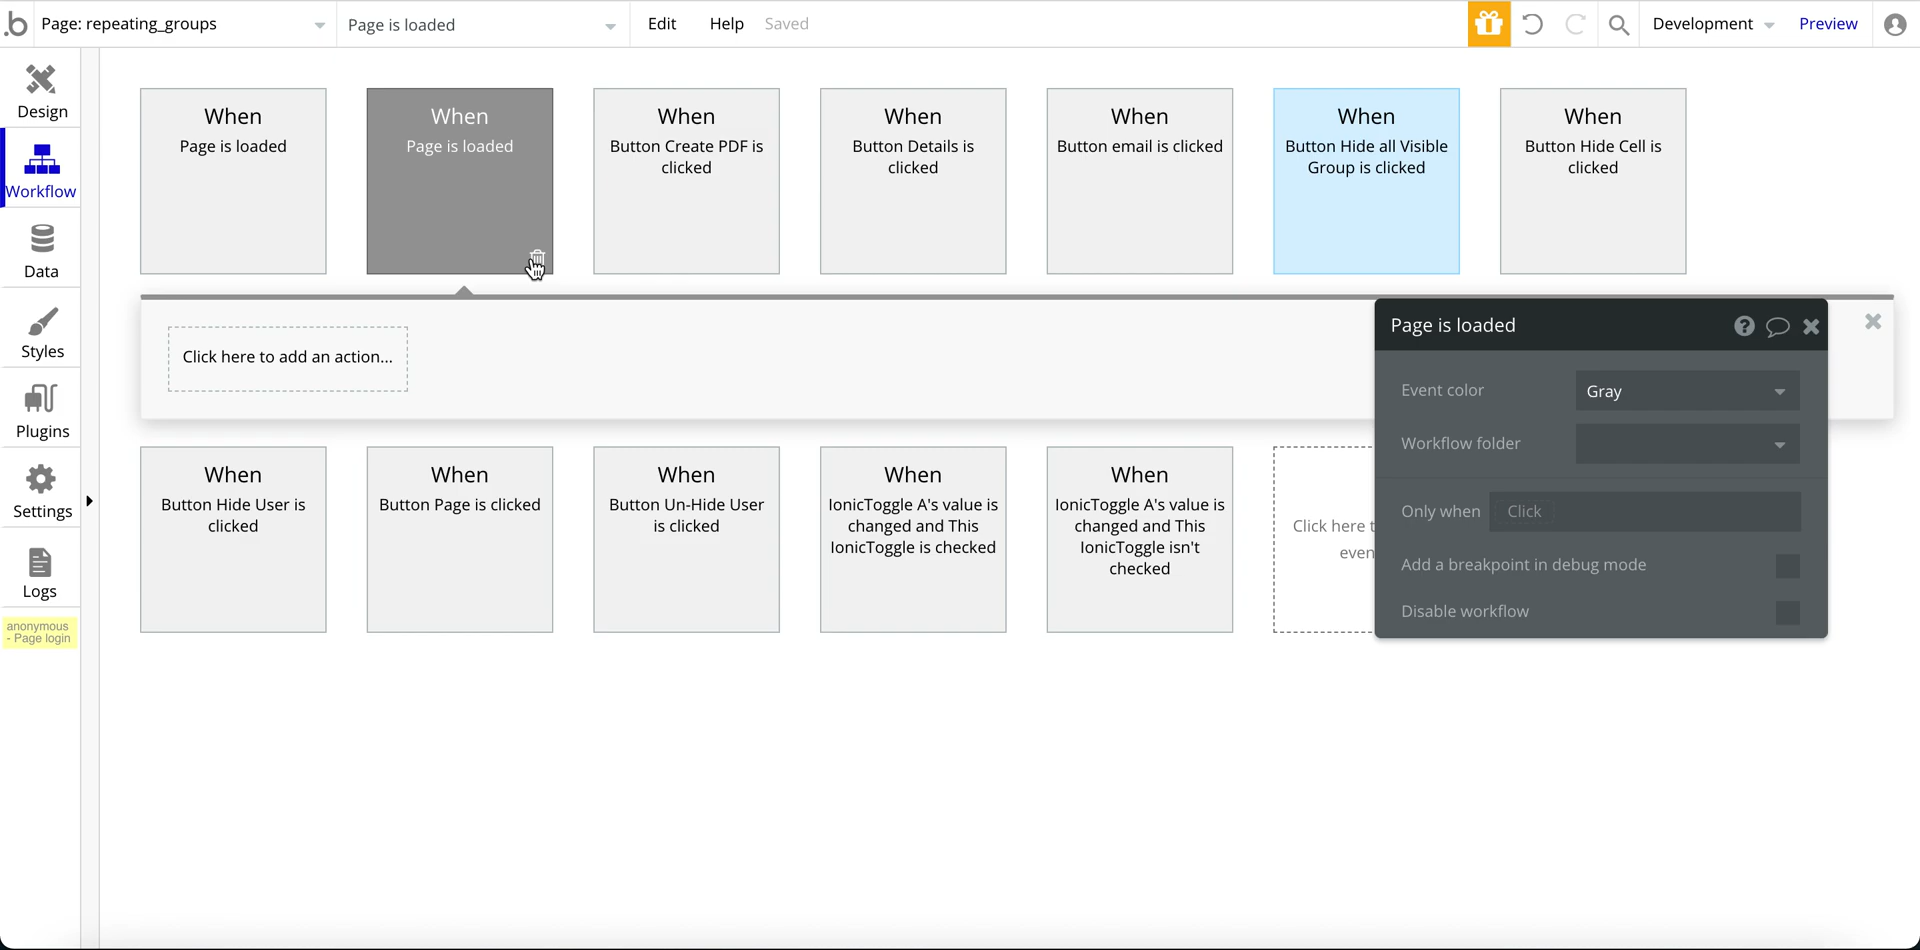 Page: repeating_groups
Page is loaded
Edit
Help
Saved
Development
Preview
Design
Workflow
Data
Styles
Plugins
Settings
Logs
anonymous
- Page login
When
Page is loaded
When
Page is loaded
When
Button Create PDF is
clicked
When
Button Details is
clicked
When
Button email is clicked
When
Button Hide all Visible
Group is clicked
When
Button Hide Cell is
clicked
Click here to add an action...
Page is loaded
Event color
Gray
Workflow folder
Only when
Click
Add a breakpoint in debug mode
Disable workflow
When
Button Hide User is
clicked
When
Button Page is clicked
When
Button Un-Hide User
is clicked
When
IonicToggle A's value is
changed and This
IonicToggle is checked
When
IonicToggle A's value is
changed and This
IonicToggle isn't
checked
Click here t
even